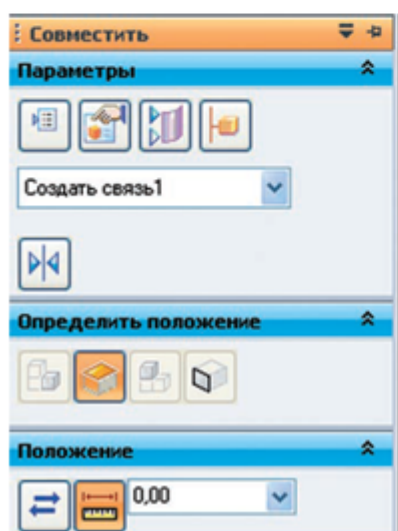 Совместить
Параметры
Создать связь1
Определить положение
Положение
0,00